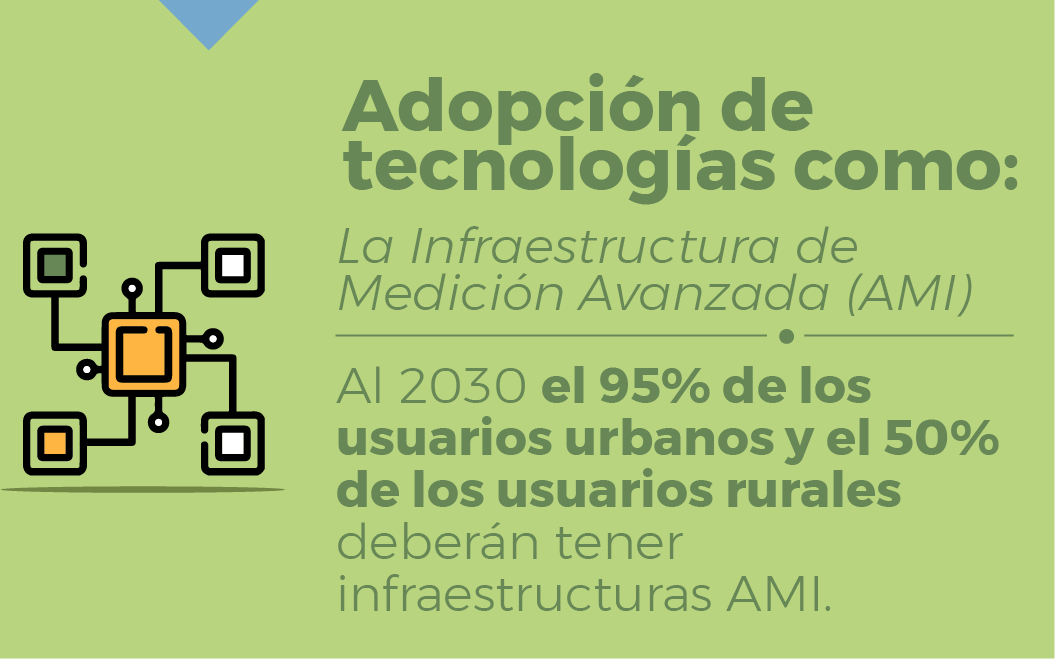 Adopción de
tecnologías como:
La Infraestructura de
Medición Avanzada (AMI)
Al 2030 el 95% de los
usuarios urbanos y el 50%
de los usuarios rurales
deberán tener
infraestructuras AMI.